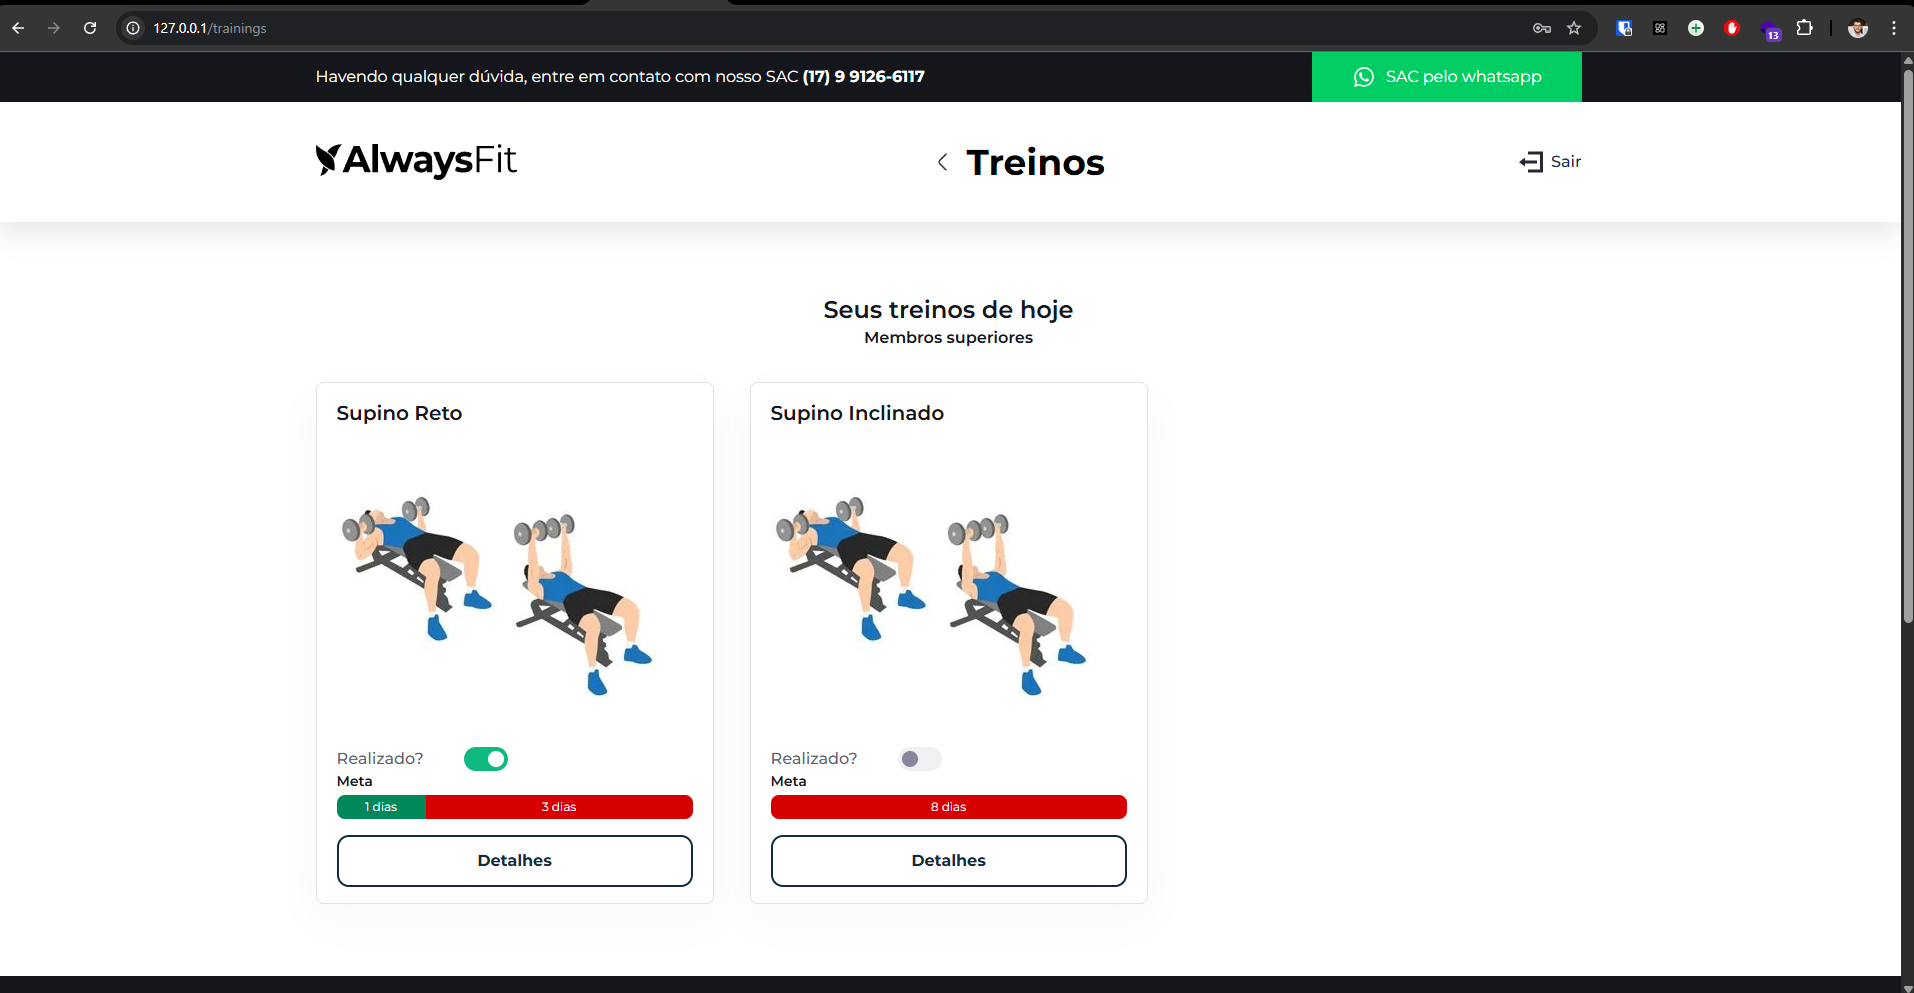 127.0.0.1/trainings
13
Havendo qualquer dúvida, entre em contato com nosso SAC (17) 9 9126-6117
SAC pelo whatsapp
AlwaysFit
Treinos
Sair
Seus treinos de hoje
Membros superiores
Supino Reto
Realizado?
Meta
1 dias
3 dias
Detalhes
Supino Inclinado
Realizado?
Meta
8 dias
Detalhes